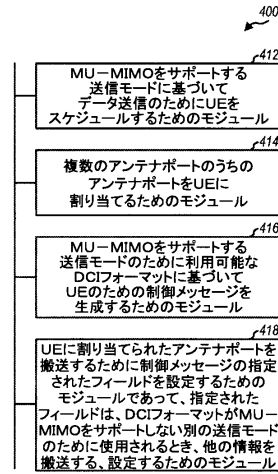 400
412
MU−MIMOをサポートする
送信モードに基づいて
データ送信のためにUEを
スケジュールするためのモジュール
414
複数のアンテナポートのうちの
アンテナポートをUEに
割り当てるためのモジュール
416
MU−MIMOをサポートする
送信モードのために利用可能な
DCIフォーマットに基づいて
UEのための制御メッセージを
生成するためのモジュール
418
UEに割り当てられたアンテナポートを
搬送するために制御メッセージの指定
されたフィールドを設定するための
モジュールであって、指定された
フィールドは、DCIフォーマットがMU−
MIMOをサポートしない別の送信モード
のために使用されるとき、他の情報を
搬送する、設定するためのモジュール